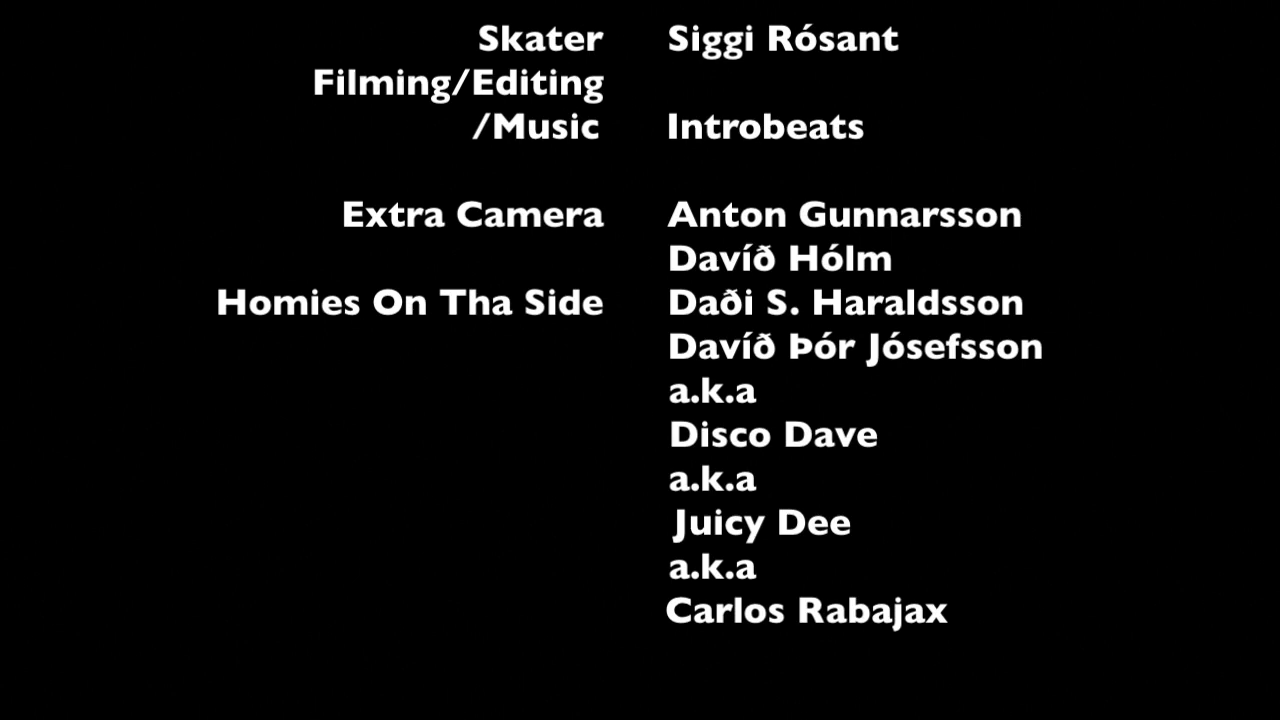 Skater Siggi Rósant
Filming/Editing
/Music Introbeats
Extra Camera Anton Gunnarsson
Davíð Hólm
Homies On Tha Side Daði S. Haraldsson
Davíð Þór Jósefsson
a.k.a
Disco Dave
a.k.a
Juicy Dee
a.k.a
Carlos Rabajax